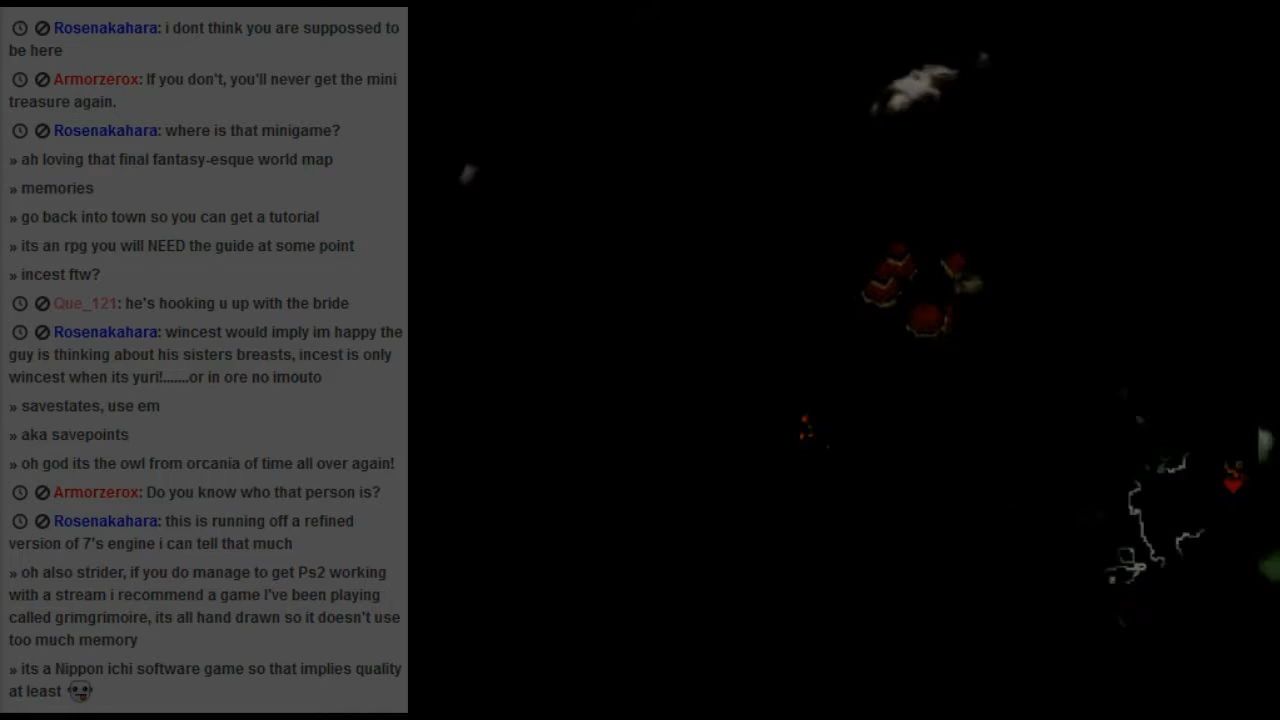 Rosenakahara: i dont think you are suppossed to
be here
Armorzerox: If you don't, you'll never get the mini
treasure again.
Rosenakahara: where is that minigame?
» ah loving that final fantasy-esque world map
» memories
» go back into town so you can get a tutorial
» its an rpg you will NEED the guide at some point
» incest ftw?
Que_121: he's hooking u up with the bride
Rosenakahara: wincest would imply im happy the
guy is thinking about his sisters breasts, incest is only
wincest when its yuri!.......or in ore no imouto
» savestates, use em
» aka savepoints
» oh god its the owl from orcania of time all over again!
Armorzerox: Do you know who that person is?
Rosenakahara: this is running off a refined
version of 7's engine i can tell that much
» oh also strider, if you do manage to get Ps2 working
with a stream i recommend a game I've been playing
called grimgrimoire, its all hand drawn so it doesn't use
too much memory
» its a Nippon ichi software game so that implies quality
at least